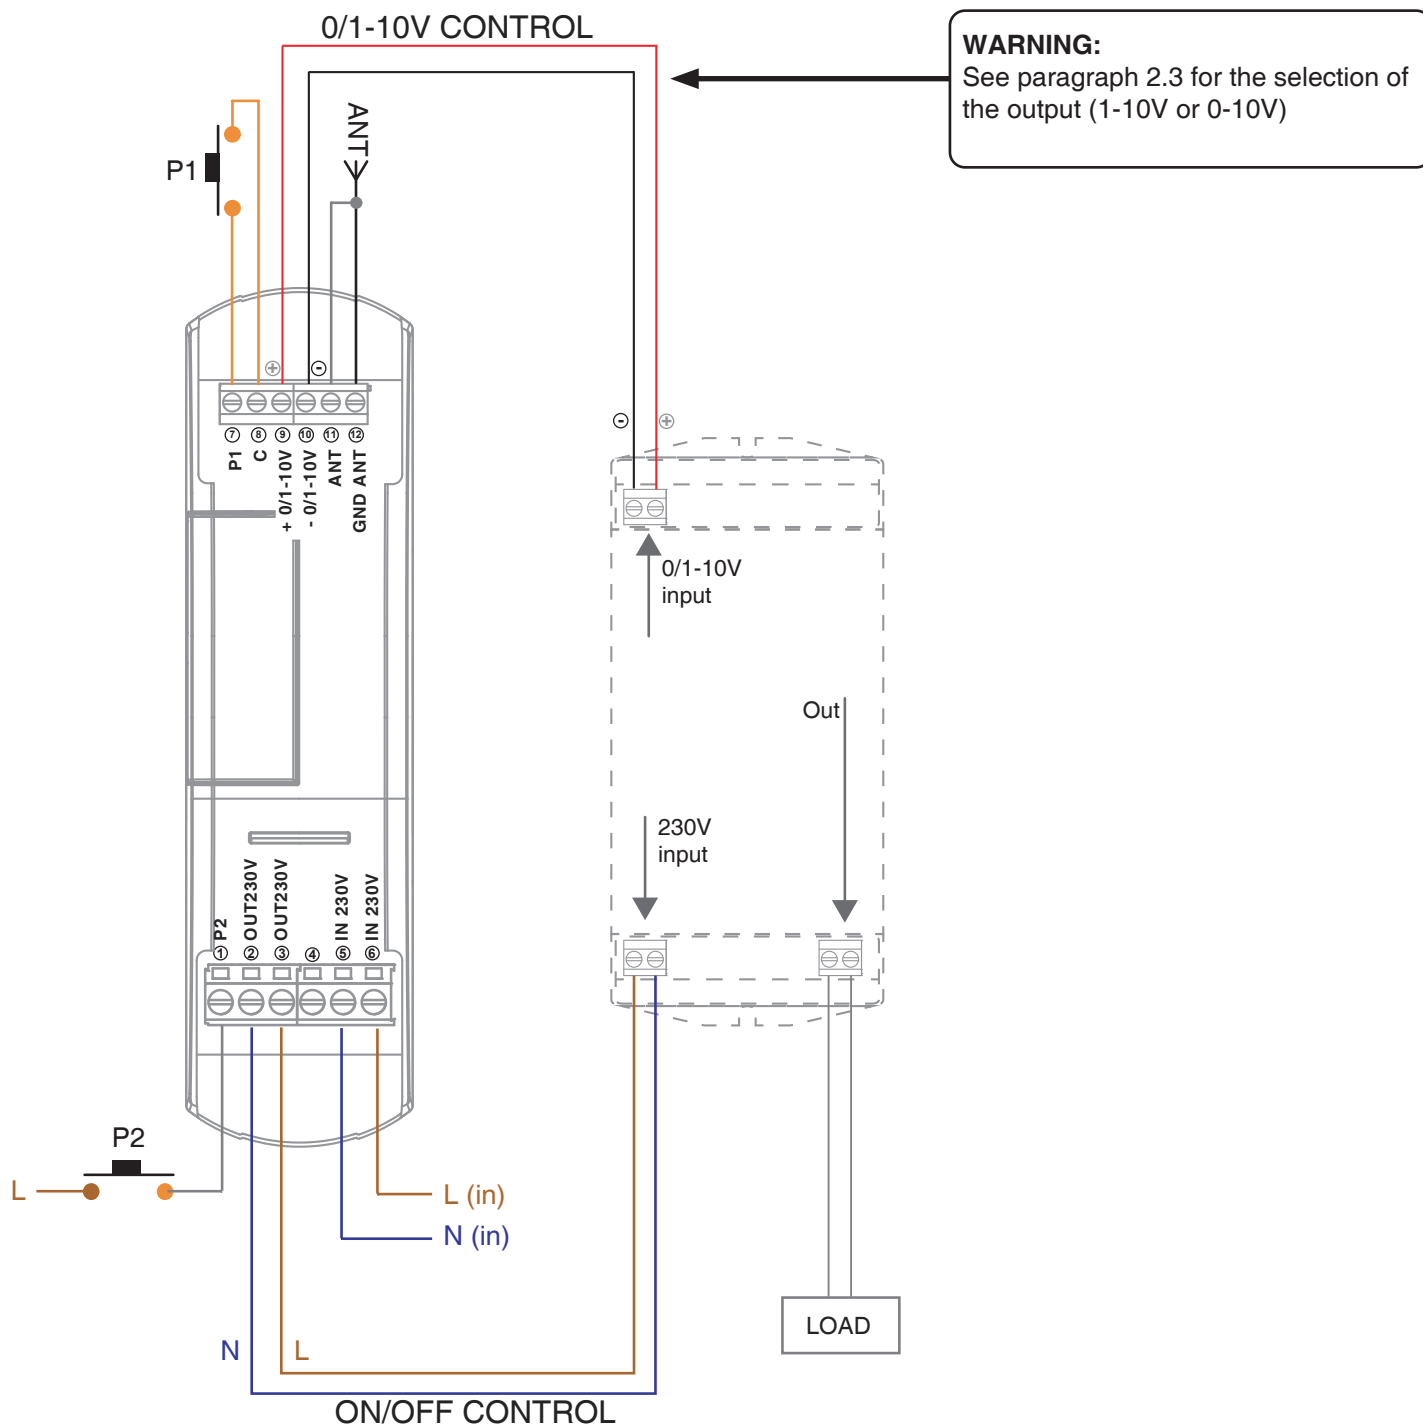 0/1-10V CONTROL
WARNING:
See paragraph 2.3 for the selection of
the output (1-10V or 0-10V)
ANT
P1
+
-
7
8
9
10
11
12
P1
C
+ 0/1-10V
- 0/1-10V
ANT
GND ANT
-
+
0/1-10V
input
Out
230V
input
P2
OUT230V
OUT230V
IN 230V
IN 230V
1
2
3
4
5
6
P2
L
L (in)
N (in)
LOAD
N
L
ON/OFF CONTROL